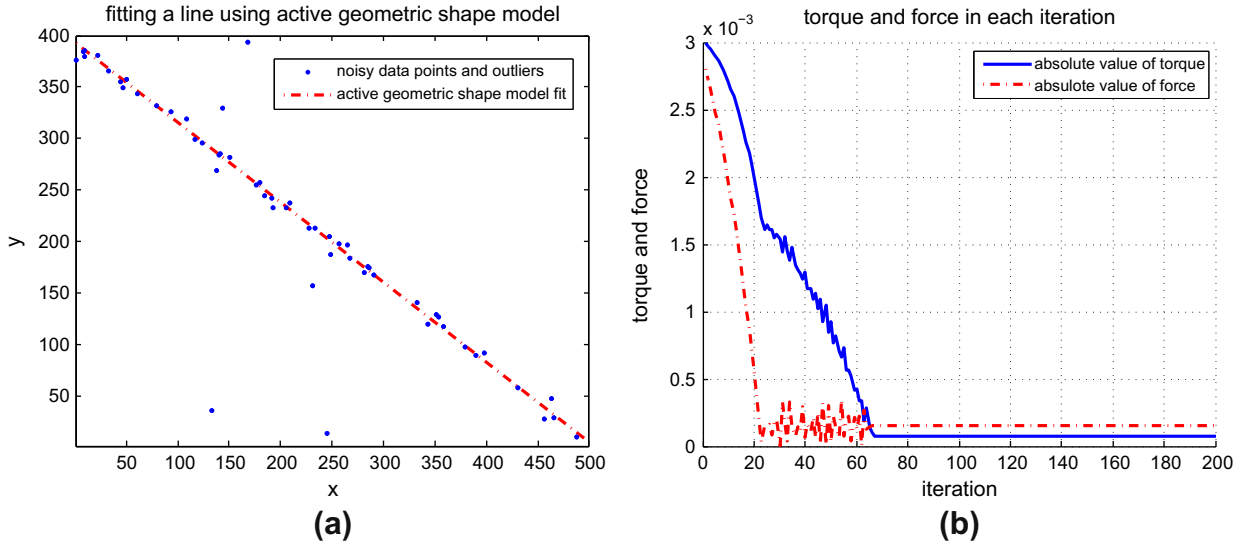 fitting a line using active geometric shape model
400
350
300
250
200
150
100
50
y
noisy data points and outliers
active geometric shape model fit
50 100 150 200 250 300 350 400 450 500
x
(a)
torque and force in each iteration
x 10⁻³
3
2.5
2
1.5
1
0.5
0
torque and force
absolute value of torque
absulote value of force
0 20 40 60 80 100 120 140 160 180 200
iteration
(b)